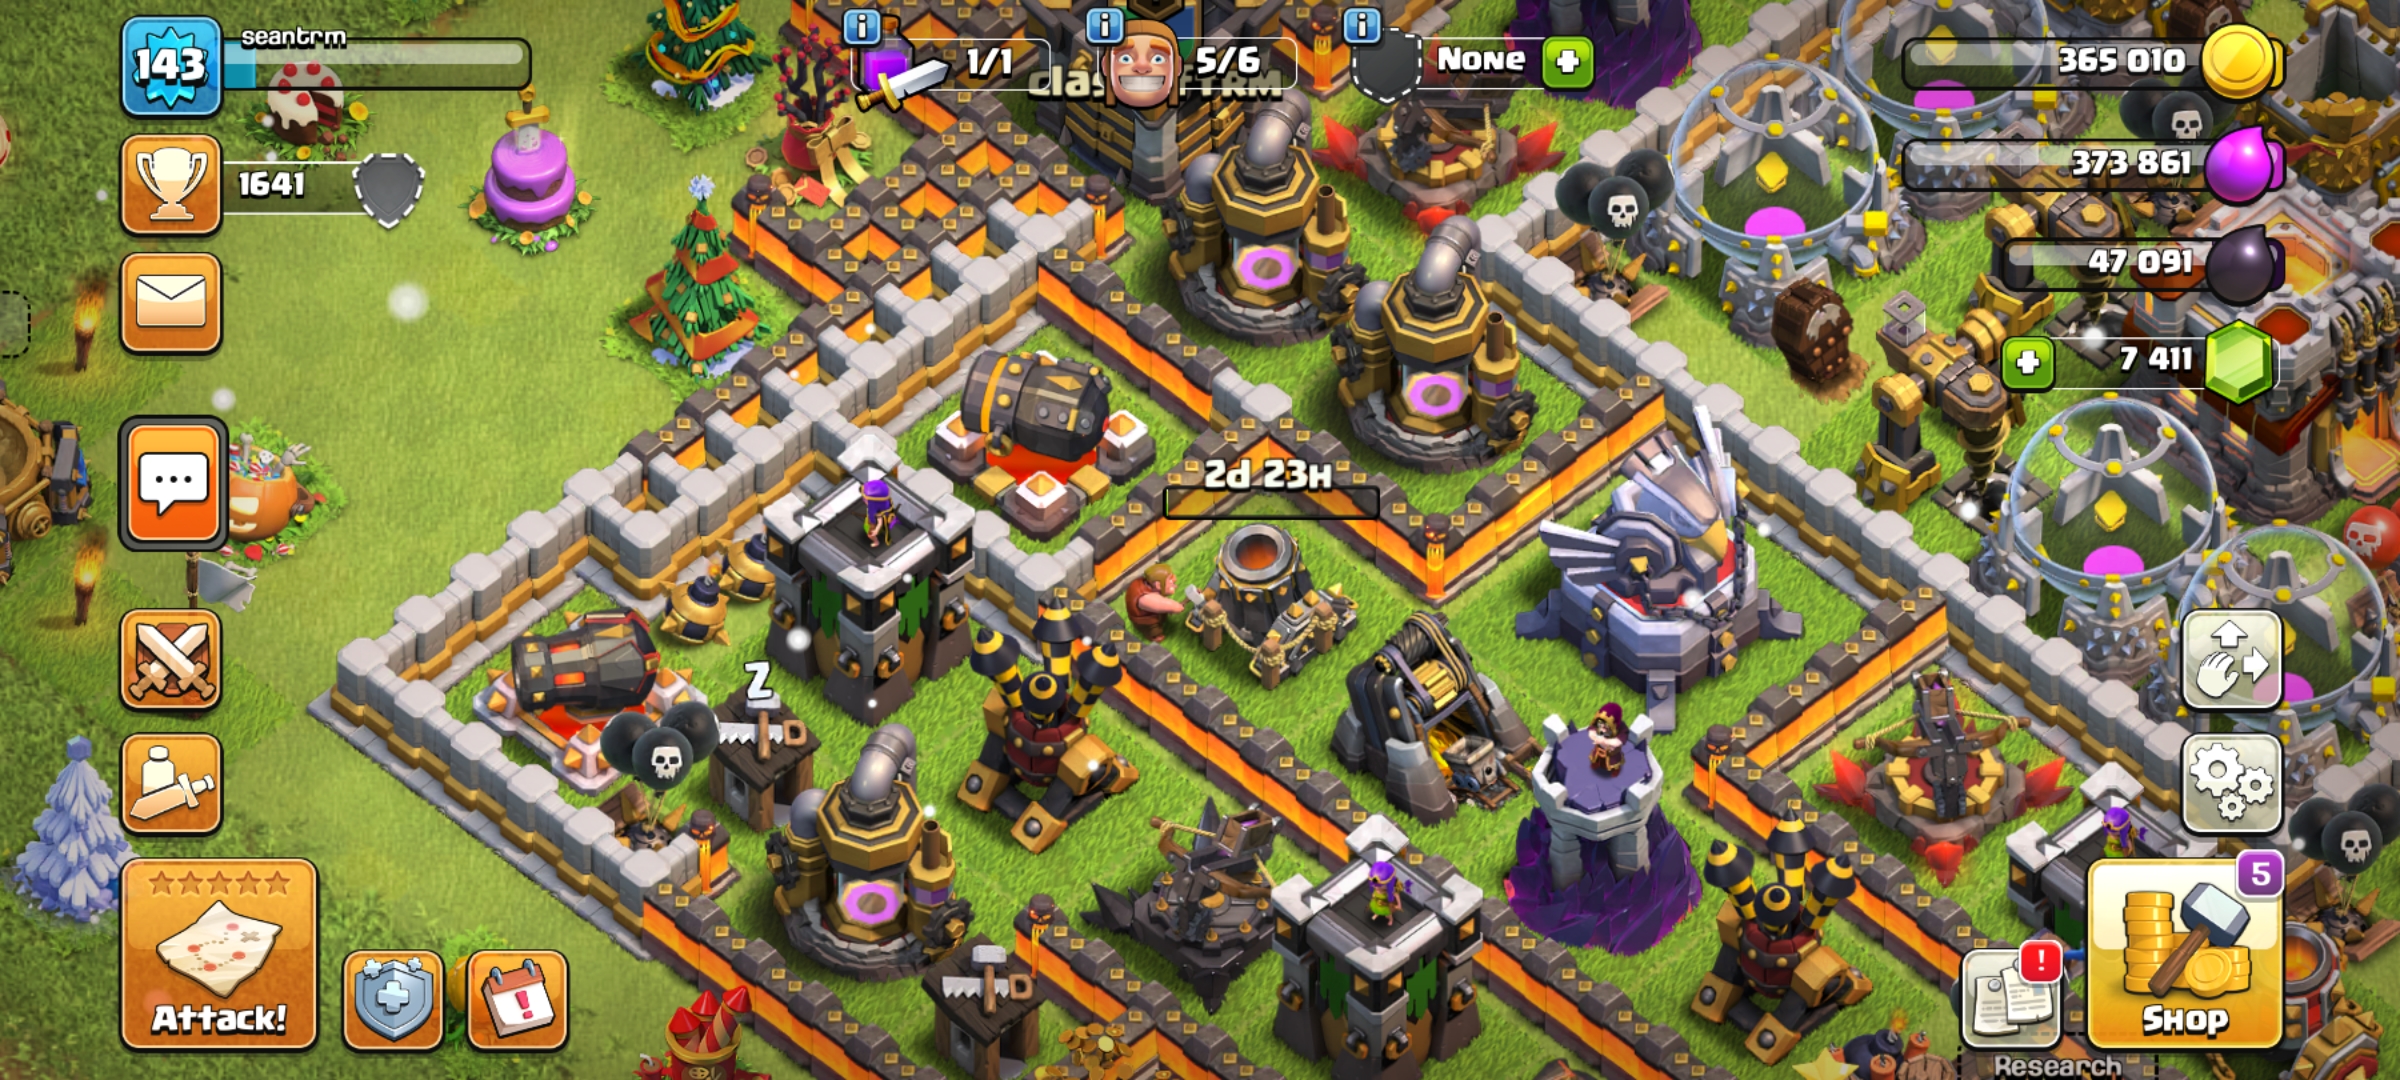 143
seantrm
1/1
5/6
None
365 010
1641
373 861
47 091
7 411
2d 23h
Z
5
Attack!
Shop
Research